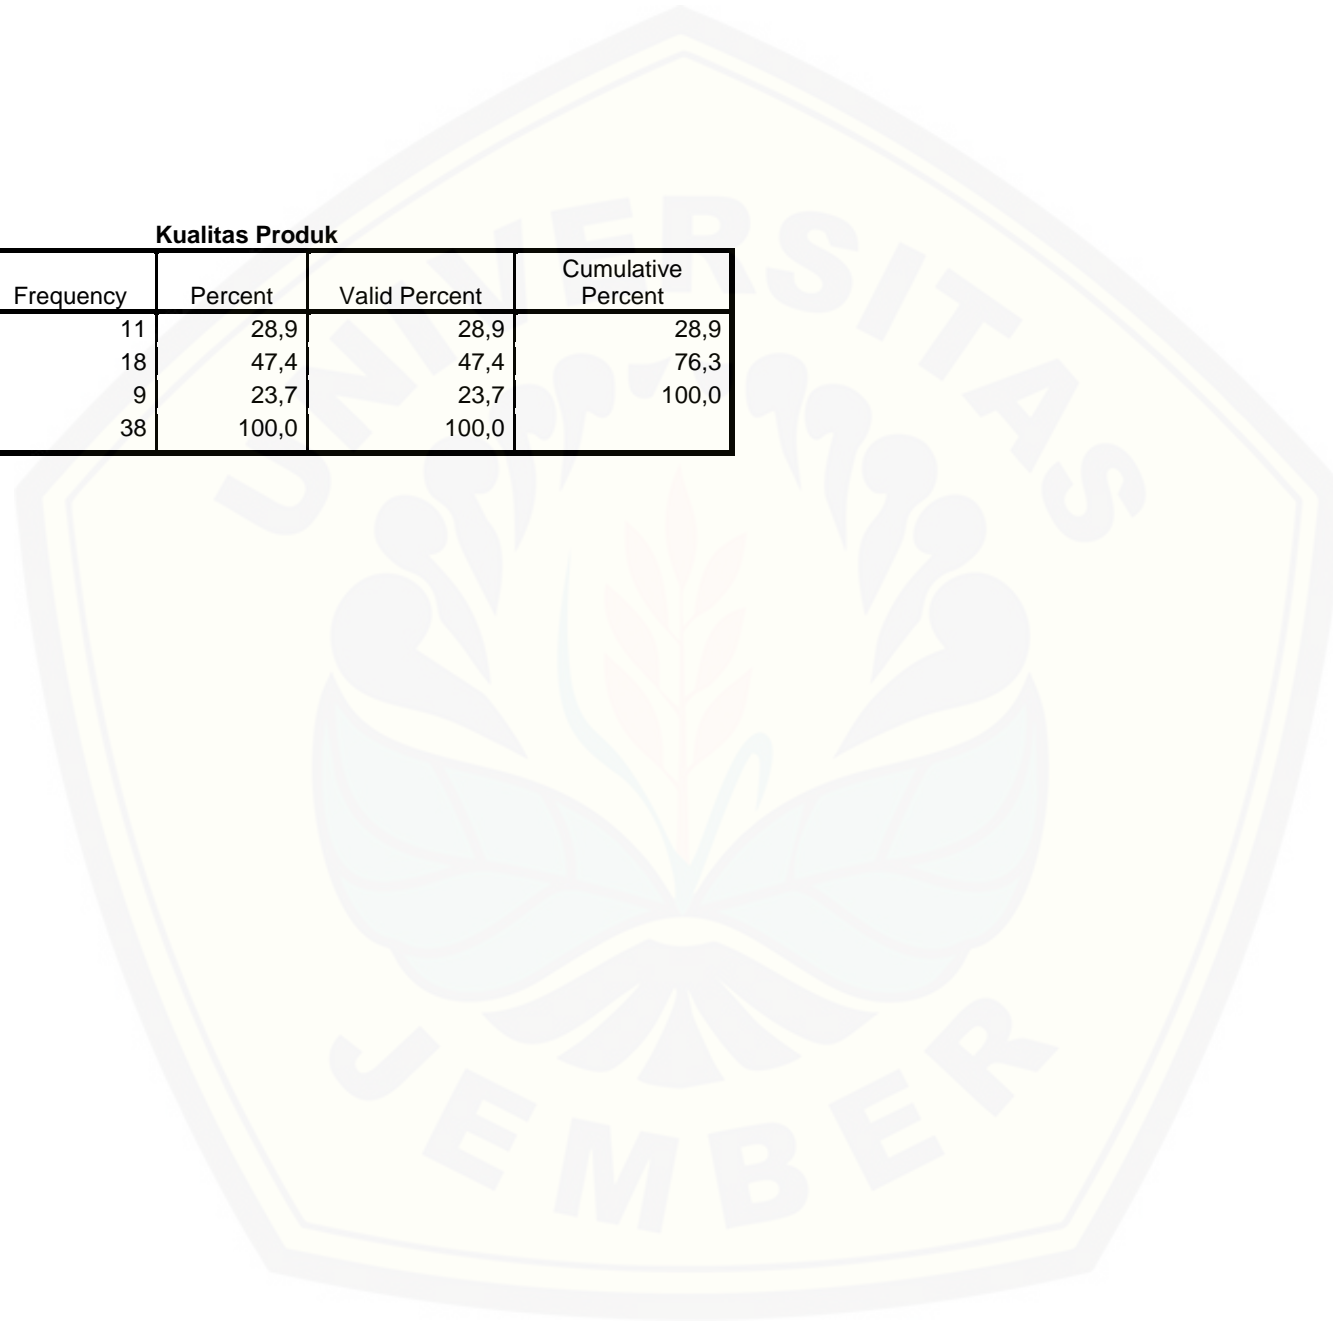 Kualitas Produk
Frequency Percent Valid Percent Cumulative Percent
11 28,9 28,9 28,9
18 47,4 47,4 76,3
9 23,7 23,7 100,0
38 100,0 100,0
UNIVERSITAS
JEMBER